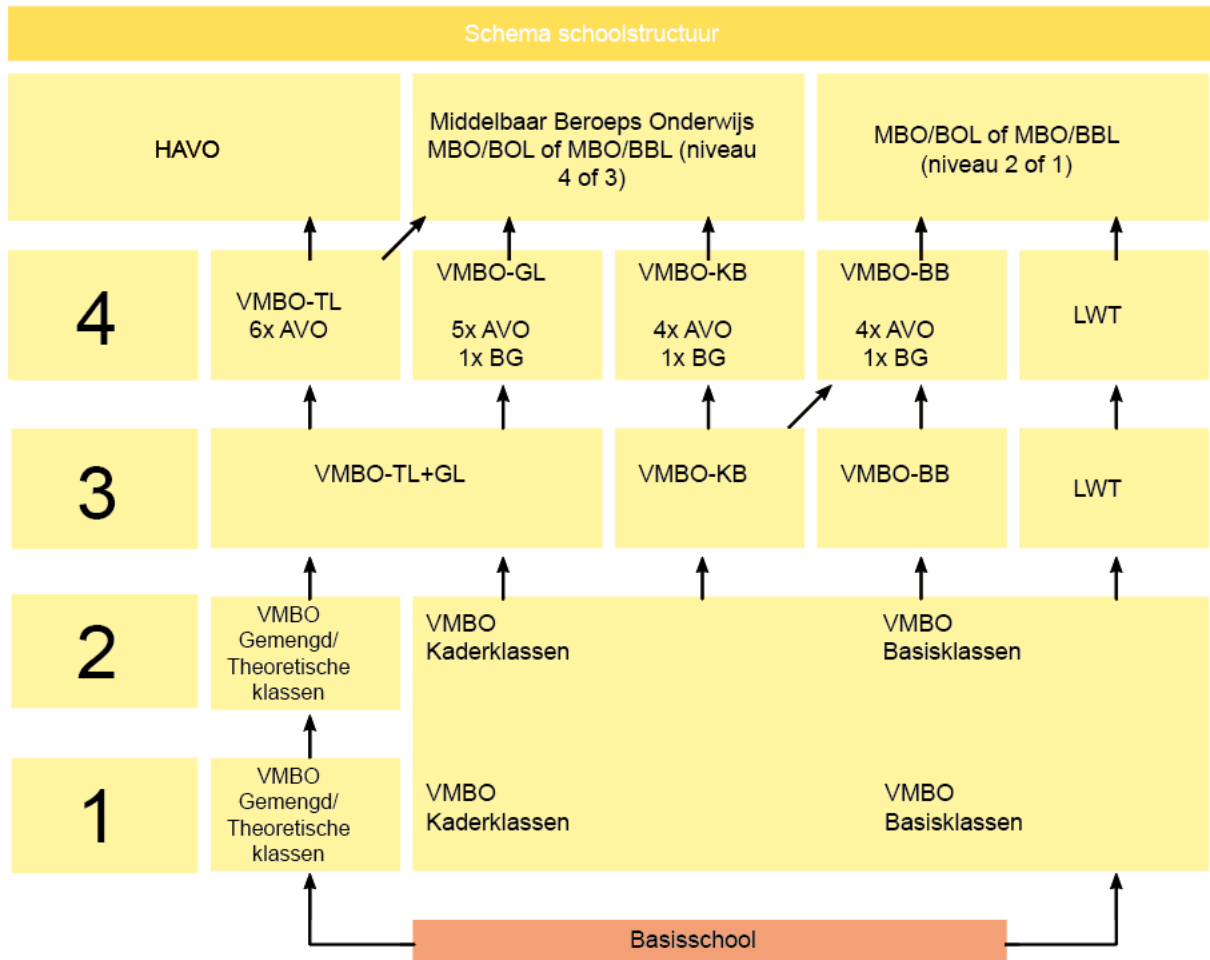 Schema schoolstructuur
HAVO
Middelbaar Beroeps Onderwijs
MBO/BOL of MBO/BBL (niveau
4 of 3)
MBO/BOL of MBO/BBL
(niveau 2 of 1)
4
VMBO-TL
6x AVO
VMBO-GL
5x AVO
1x BG
VMBO-KB
4x AVO
1x BG
VMBO-BB
4x AVO
1x BG
LWT
3
VMBO-TL+GL
VMBO-KB
VMBO-BB
LWT
2
VMBO
Gemengd/
Theoretische
klassen
VMBO
Kaderklassen
VMBO
Basisklassen
1
VMBO
Gemengd/
Theoretische
klassen
VMBO
Kaderklassen
VMBO
Basisklassen
Basisschool